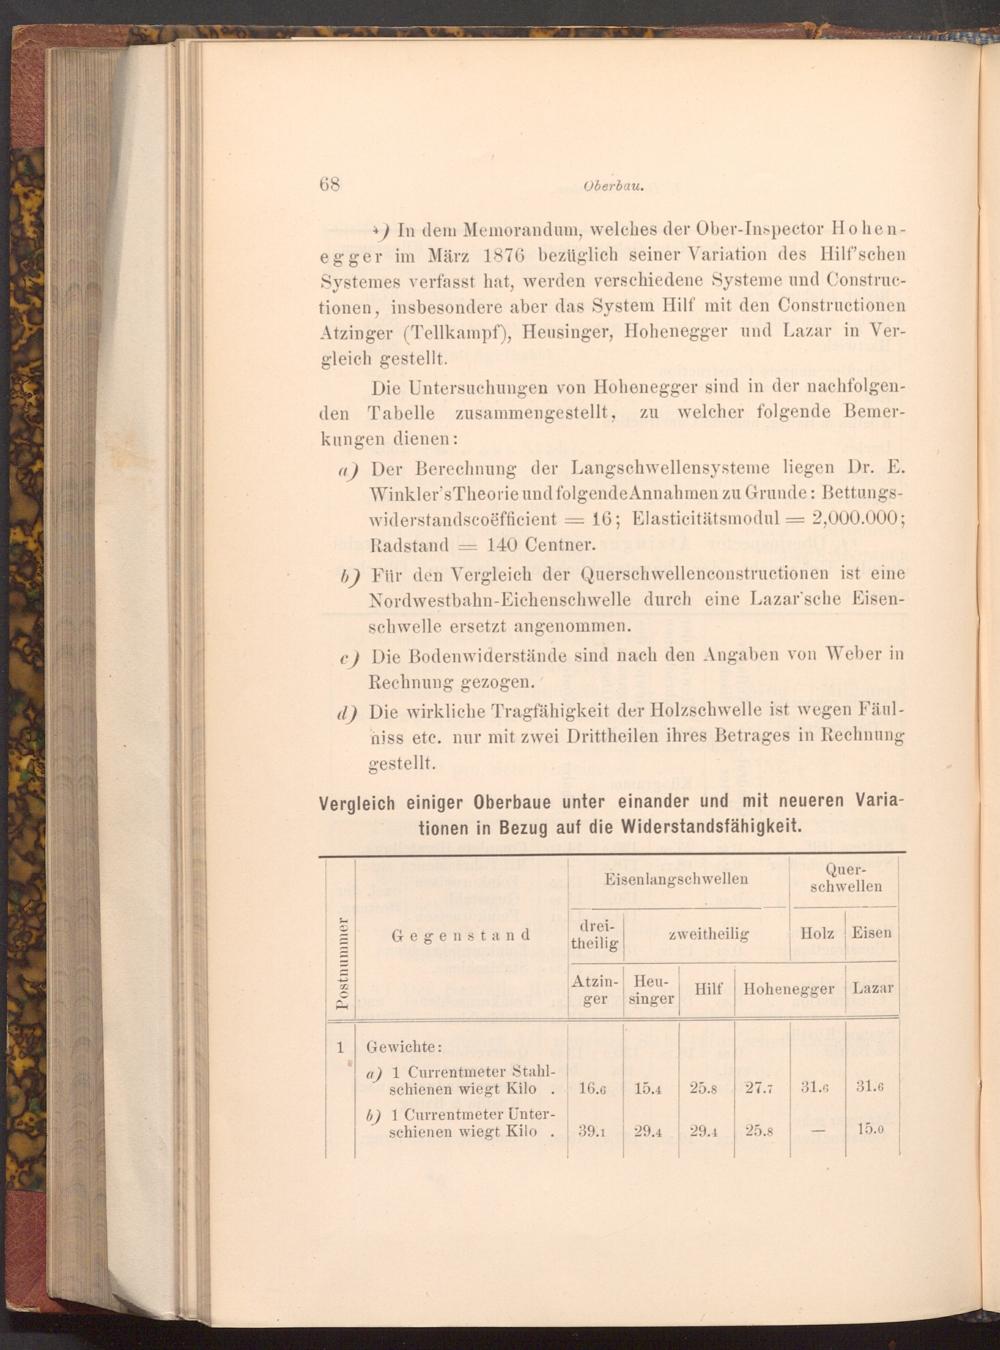 68
Oberbau.
⁴) In dem Memorandum, welches der Ober-Inspector Hohen-
egger im März 1876 bezüglich seiner Variation des Hilf'schen
Systemes verfasst hat, werden verschiedene Systeme und Construc-
tionen, insbesondere aber das System Hilf mit den Constructionen
Atzinger (Tellkampf), Heusinger, Hohenegger und Lazar in Ver-
gleich gestellt.
Die Untersuchungen von Hohenegger sind in der nachfolgen-
den Tabelle zusammengestellt, zu welcher folgende Bemer-
kungen dienen:
a) Der Berechnung der Langschwellensysteme liegen Dr. E.
Winkler's Theorie und folgende Annahmen zu Grunde: Bettungs-
widerstandscoëfficient = 16; Elasticitätsmodul = 2,000.000;
Radstand = 140 Centner.
b) Für den Vergleich der Querschwellenconstructionen ist eine
Nordwestbahn-Eichenschwelle durch eine Lazar'sche Eisen-
schwelle ersetzt angenommen.
c) Die Bodenwiderstände sind nach den Angaben von Weber in
Rechnung gezogen.
d) Die wirkliche Tragfähigkeit der Holzschwelle ist wegen Fäul-
niss etc. nur mit zwei Drittheilen ihres Betrages in Rechnung
gestellt.
Vergleich einiger Oberbaue unter einander und mit neueren Varia-
tionen in Bezug auf die Widerstandsfähigkeit.
Postnummer
Gegenstand
Eisenlangschwellen
Quer-
schwellen
drei-
theilig
zweitheilig
Holz
Eisen
Atzin-
ger
Heu-
singer
Hilf
Hohenegger
Lazar
1 Gewichte:
a) 1 Currentmeter Stahl-
schienen wiegt Kilo . 16.6 15.4 25.8 27.7 31.6 31.6
b) 1 Currentmeter Unter-
schienen wiegt Kilo . 39.1 29.4 29.4 25.8 — 15.0